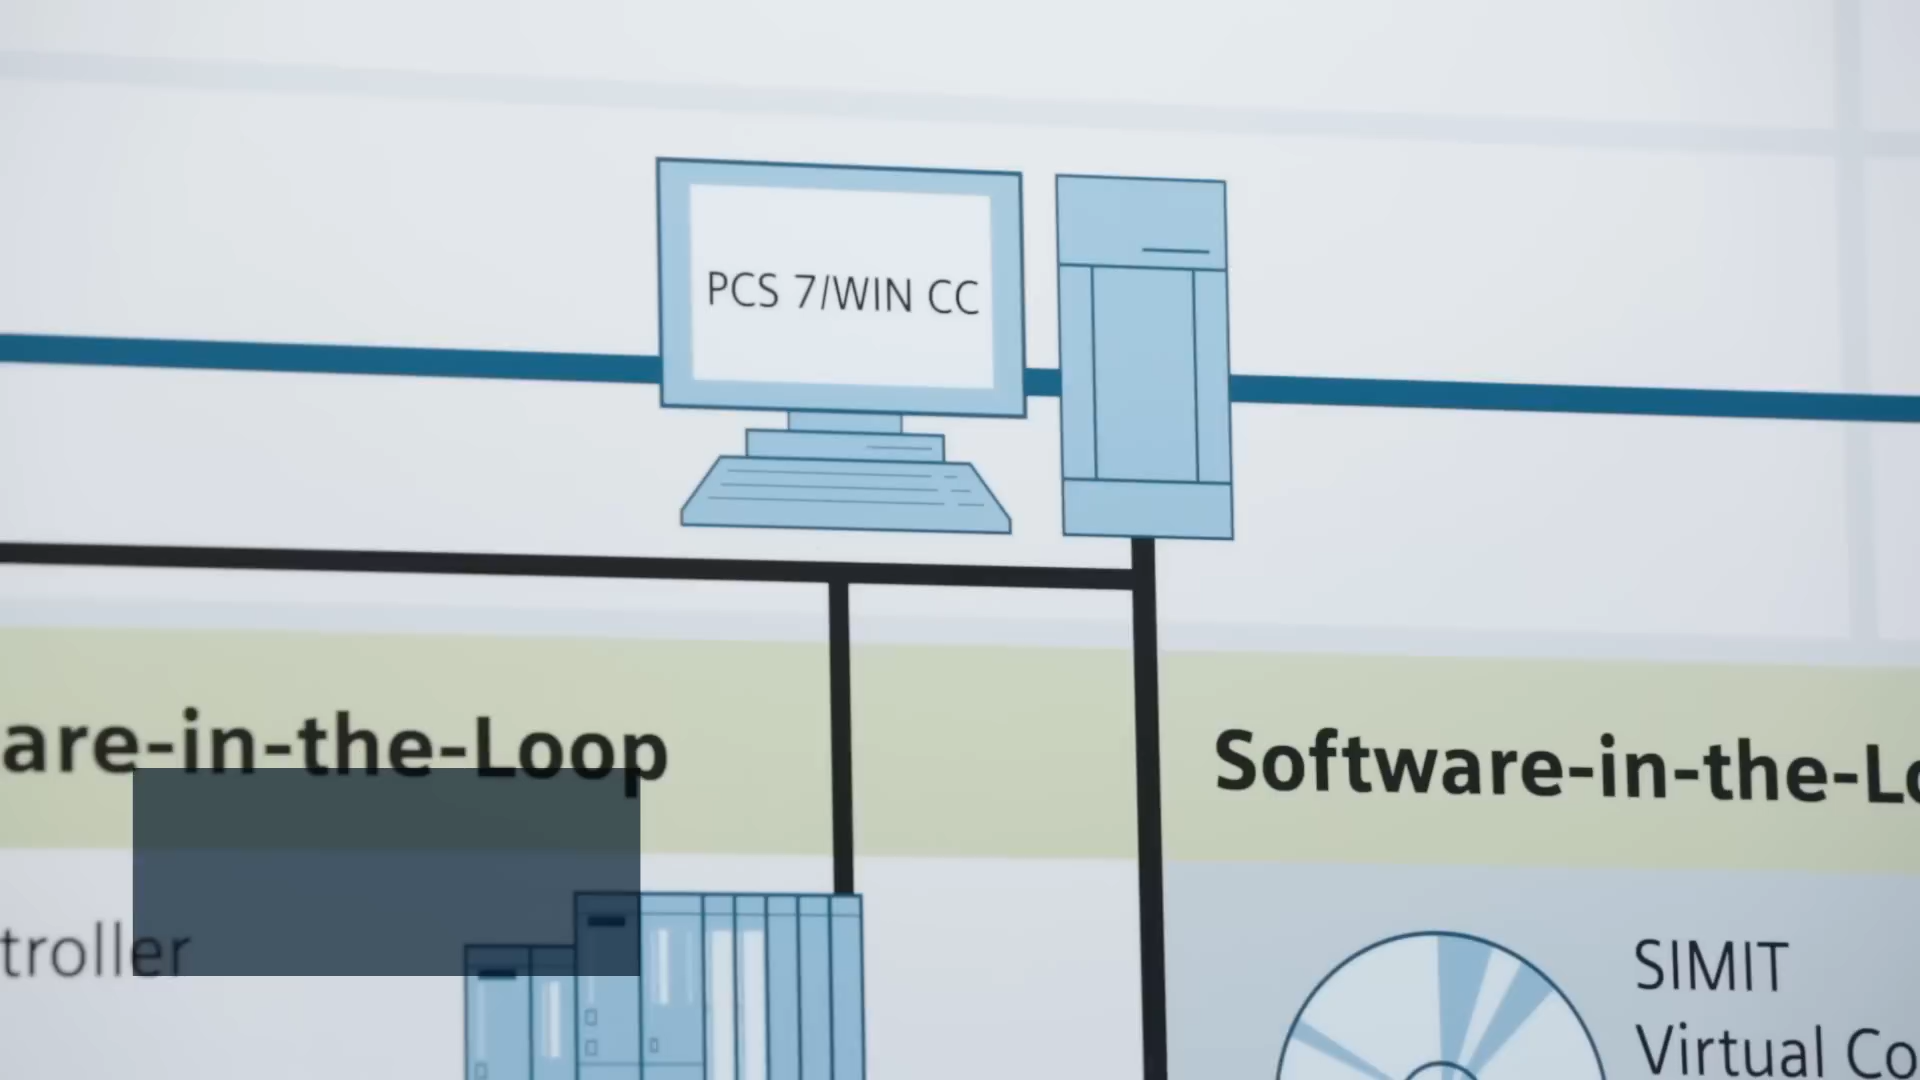 PCS 7/WIN CC
are-in-the-Loop
Software-in-the-Lo
troller
SIMIT
Virtual Co